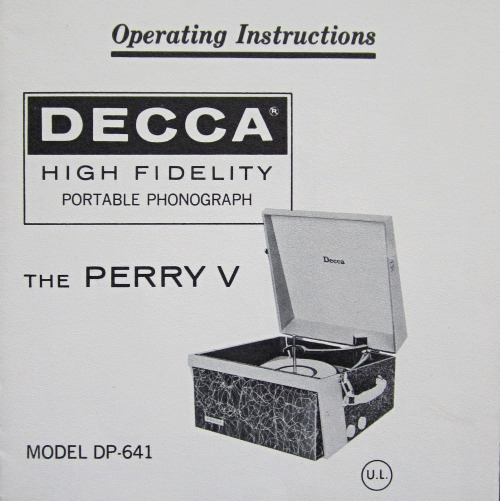 Operating Instructions
DECCA®
HIGH FIDELITY
PORTABLE PHONOGRAPH
Decca
THE PERRY V
MODEL DP-641
U.L.